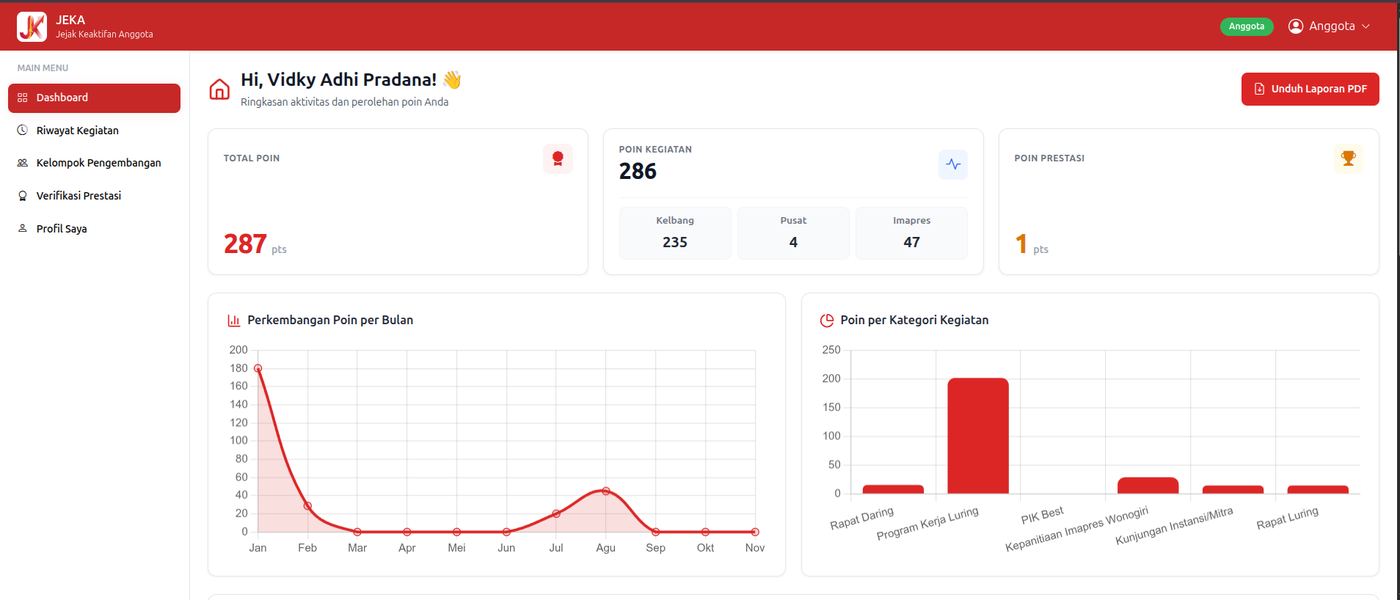 JEKA
Jejak Keaktifan Anggota
Anggota
Anggota
MAIN MENU
Dashboard
Riwayat Kegiatan
Kelompok Pengembangan
Verifikasi Prestasi
Profil Saya
Hi, Vidky Adhi Pradana! 👋
Ringkasan aktivitas dan perolehan poin Anda
Unduh Laporan PDF
TOTAL POIN
287 pts
POIN KEGIATAN
286
Kelbang
235
Pusat
4
Imapres
47
POIN PRESTASI
1 pts
Perkembangan Poin per Bulan
200
180
160
140
120
100
80
60
40
20
0
Jan Feb Mar Apr Mei Jun Jul Agu Sep Okt Nov
Poin per Kategori Kegiatan
250
200
150
100
50
0
Rapat Daring
Program Kerja Luring
PIK Best
Kepanitiaan Imapres Wonogiri
Kunjungan Instansi/Mitra
Rapat Luring